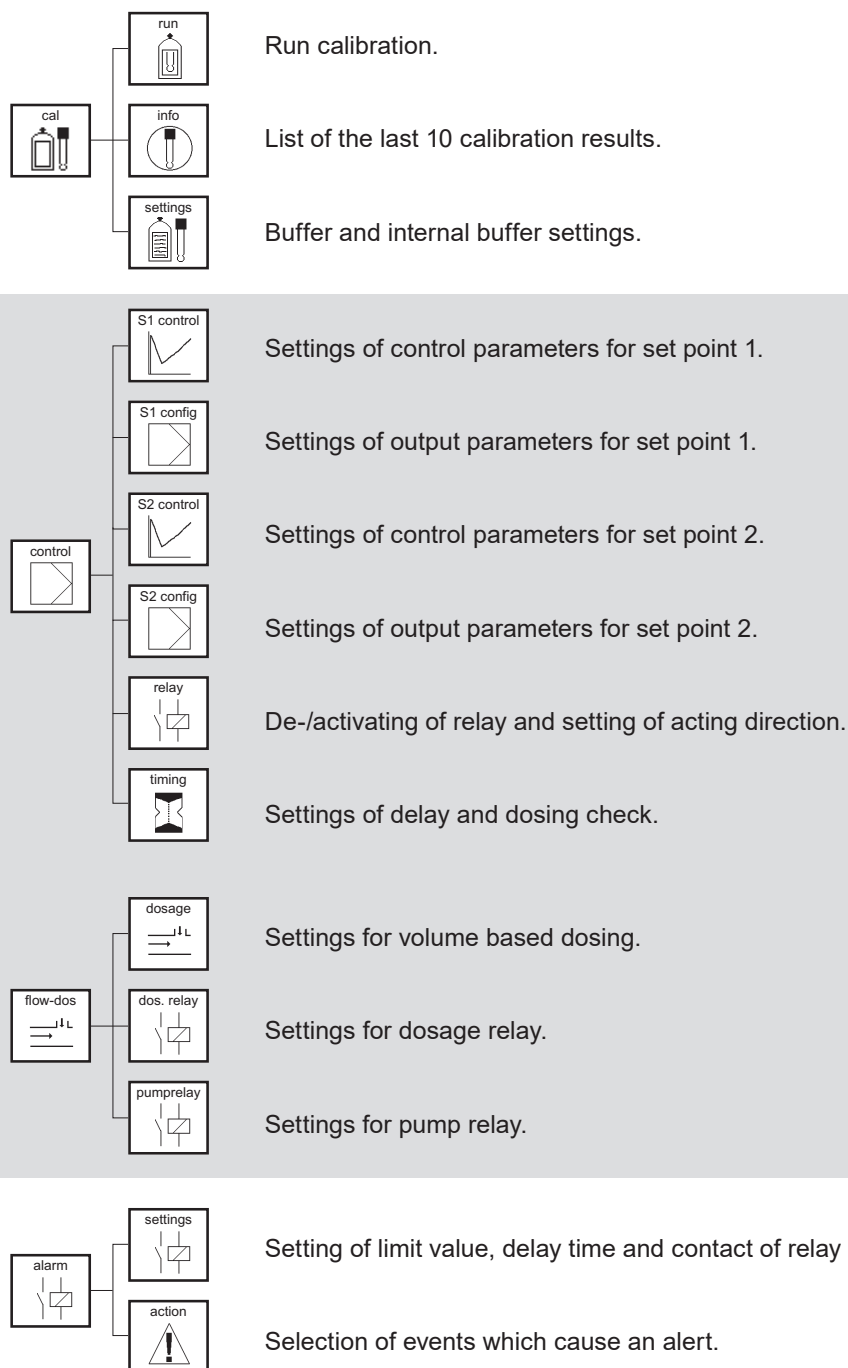 run
Run calibration.
cal
info
List of the last 10 calibration results.
settings
Buffer and internal buffer settings.
S1 control
Settings of control parameters for set point 1.
S1 config
Settings of output parameters for set point 1.
S2 control
Settings of control parameters for set point 2.
control
S2 config
Settings of output parameters for set point 2.
relay
De-/activating of relay and setting of acting direction.
timing
Settings of delay and dosing check.
dosage
Settings for volume based dosing.
flow-dos
dos. relay
Settings for dosage relay.
pumprelay
Settings for pump relay.
settings
Setting of limit value, delay time and contact of relay
alarm
action
Selection of events which cause an alert.